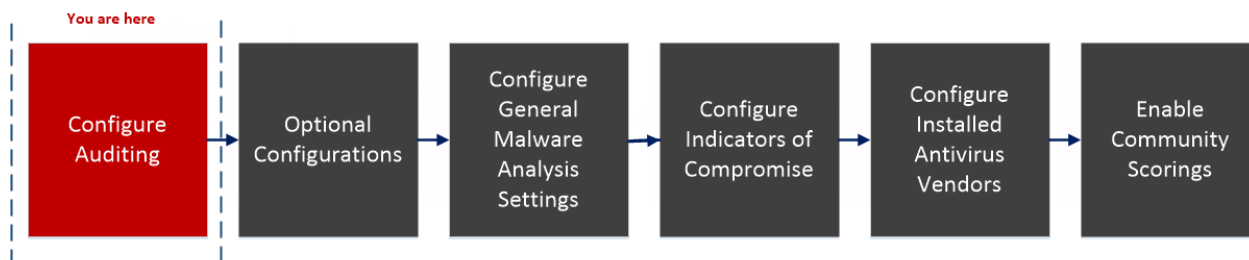 You are here
Configure
Auditing
Optional
Configurations
Configure
General
Malware
Analysis
Settings
Configure
Indicators of
Compromise
Configure
Installed
Antivirus
Vendors
Enable
Community
Scorings